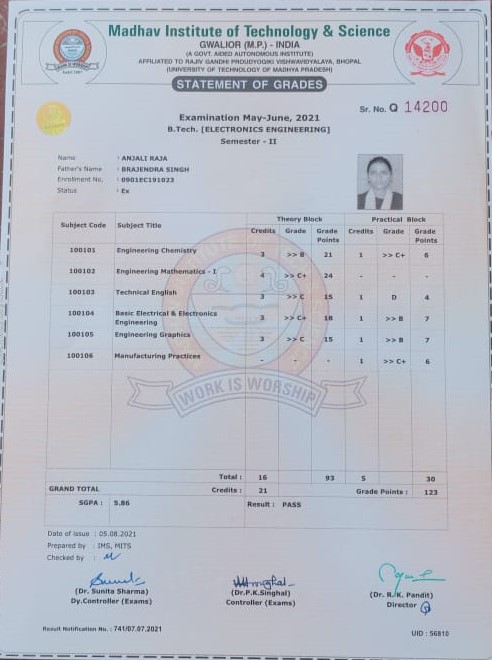 Madhav Institute of Technology & Science
GWALIOR (M.P.) - INDIA
(A GOVT. AIDED AUTONOMOUS INSTITUTE)
AFFILIATED TO RAJIV GANDHI PROUDYOGIKI VISHWAVIDYALAYA, BHOPAL
(UNIVERSITY OF TECHNOLOGY OF MADHYA PRADESH)
STATEMENT OF GRADES
Sr. No. Q 14200
Examination May-June, 2021
B.Tech. [ELECTRONICS ENGINEERING]
Semester - II
Name : ANJALI RAJA
Father's Name : BRAJENDRA SINGH
Enrollment No. : 0901EC191023
Status : Ex
Theory Block Practical Block
Subject Code Subject Title Credits Grade Grade Points Credits Grade Grade Points
100101 Engineering Chemistry 3 >> B 21 1 >> C+ 6
100102 Engineering Mathematics - I 4 >> C+ 24 - - -
100103 Technical English 3 >> C 15 1 D 4
100104 Basic Electrical & Electronics 3 >> C+ 18 1 >> B 7
Engineering
100105 Engineering Graphics 3 >> C 15 1 >> B 7
100106 Manufacturing Practices - - - 1 >> C+ 6
WORK IS WORSHIP
Total : 16 93 5 30
GRAND TOTAL Credits : 21 Grade Points : 123
SGPA : 5.86 Result : PASS
Date of issue : 05.08.2021
Prepared by : IMS, MITS
Checked by :
(Dr. Sunita Sharma) (Dr.P.K.Singhal) (Dr. R. K. Pandit)
Dy.Controller (Exams) Controller (Exams) Director
Result Notification No. : 741/07.07.2021
UID : 56810